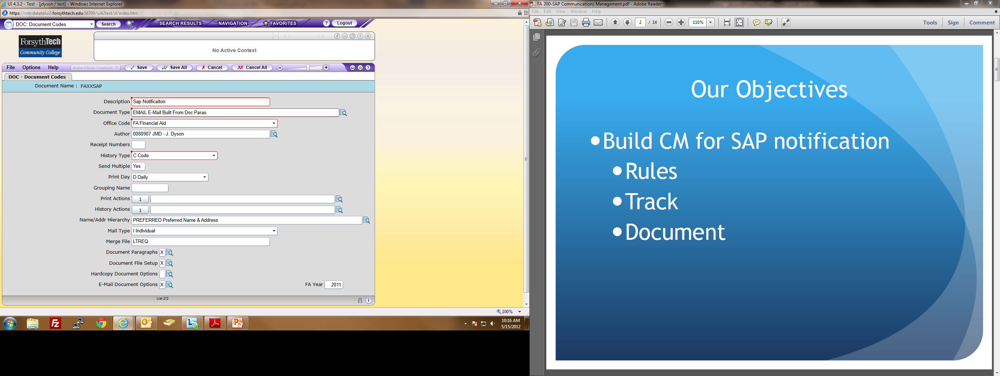 UI 4.3.2 - Test - [jdyson / test] - Windows Internet Explorer
https://vm-datatelui3.forsythtech.edu:56700/ui42test/sl/index.htm
DOC: Document Codes
Search
SEARCH RESULTS
NAVIGATION
FAVORITES
?
Logout
ForsythTech
Community College
No Active Context
File
Options
Help
Auto-Close Context
Save
Save All
Cancel
Cancel All
DOC - Document Codes
Document Name : FAXXSAP
Description Sap Notificaiton
Document Type EMAIL E-Mail Built From Doc Paras
Office Code FA Financial Aid
Author 0080907 JMD - J. Dyson
Receipt Numbers
History Type C Code
Send Multiple Yes
Print Day D Daily
Grouping Name
Print Actions 1
History Actions 1
Name/Addr Hierarchy PREFERRED Preferred Name & Address
Mail Type I Individual
Merge File LTREQ
Document Paragraphs X
Document File Setup X
Hardcopy Document Options
E-Mail Document Options X
FA Year 2011
List 2/2
100%
10:16 AM
5/15/2012
FA 200-SAP Communications Management.pdf - Adobe Reader
File Edit View Window Help
2 / 14
110%
Tools
Sign
Comment
Our Objectives
•Build CM for SAP notification
•Rules
•Track
•Document